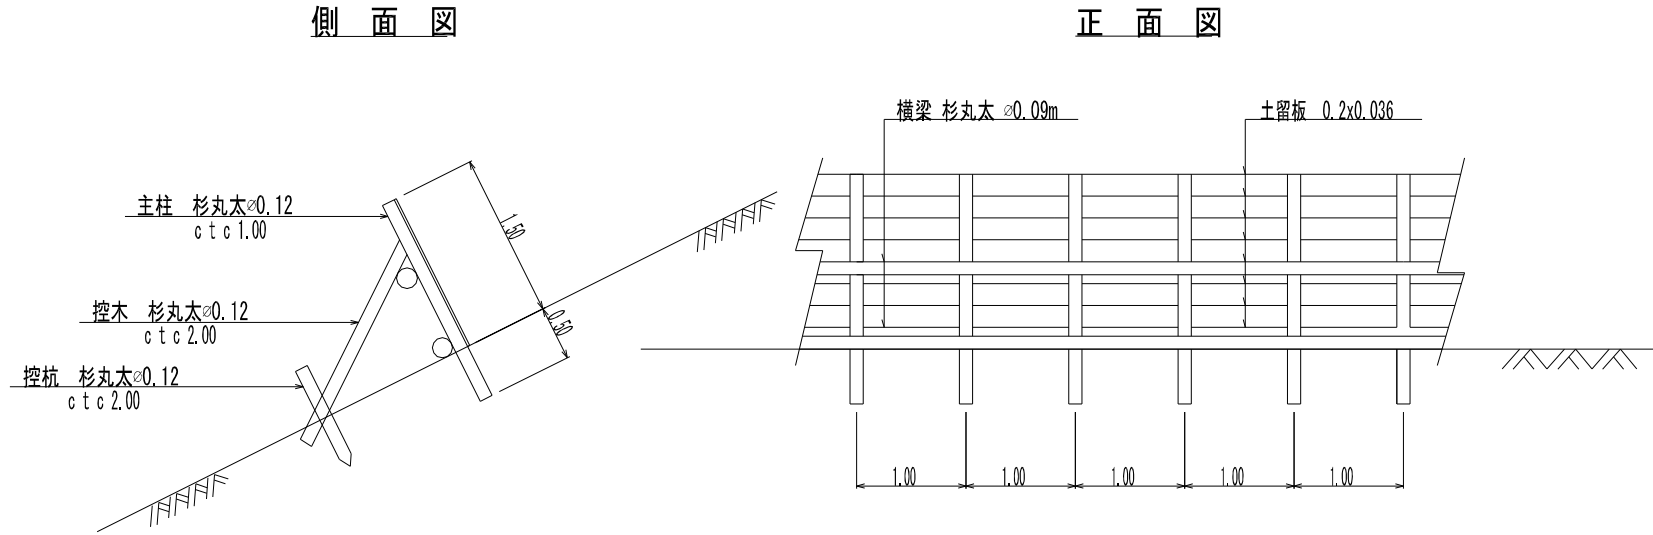 側 面 図
正 面 図
横梁 杉丸太 ⌀0.09m
土留板 0.2x0.036
主柱 杉丸太⌀0.12
ctc1.00
1.50
控木 杉丸太⌀0.12
ctc2.00
0.50
控杭 杉丸太⌀0.12
ctc2.00
1.00 1.00 1.00 1.00 1.00